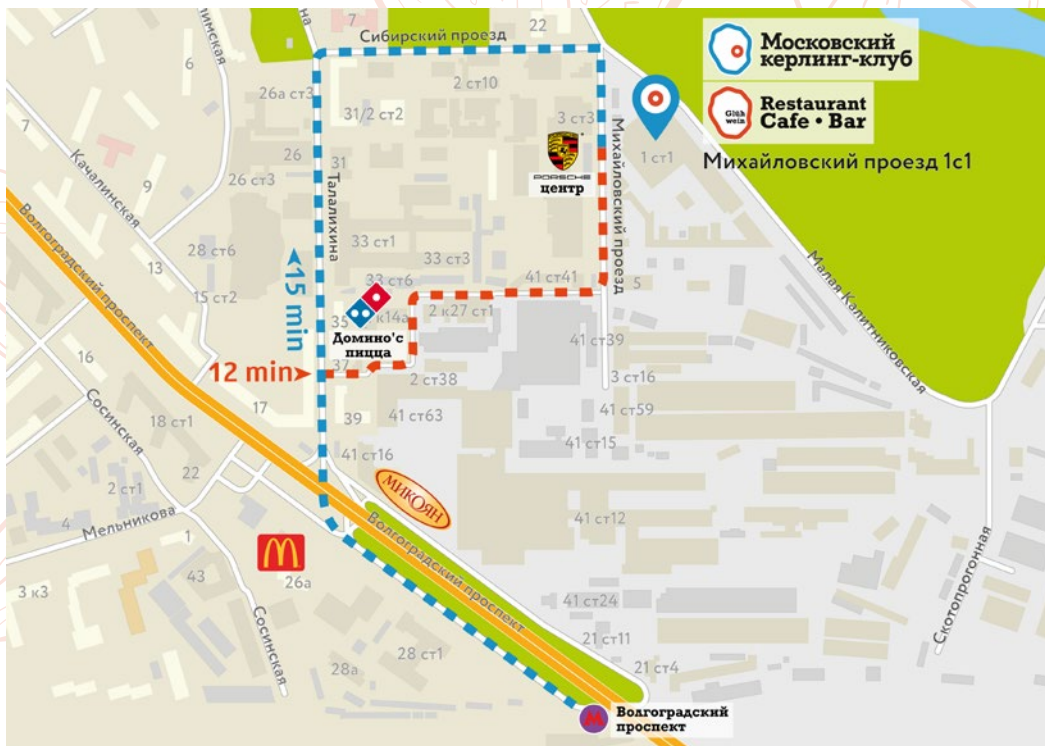 7
22
Сибирский проезд
Московский
керлинг-клуб
6
26а ст3
2 ст10
31/2 ст2
3 ст3
Glüh
wein
Restaurant
Cafe • Bar
7
Михайловский проезд
Качалинская
26
31
1 ст1
Михайловский проезд 1с1
PORSCHE
центр
9
26 ст3
Талалихина
Волгоградский проспект
33 ст1
28 ст6
33 ст3
13
15 ст2
33 ст6
41 ст41
5
Малая Калитниковская
15 min
35
к14а
2 к27 ст1
Домино'с
пицца
41 ст39
16
12 min
37
2 ст38
3 ст16
Сосинская
17
39
41 ст63
41 ст59
18 ст1
41 ст15
41 ст16
22
2 ст1
МИКОЯН
4
Мельникова
41 ст12
Волгоградский проспект
1
М
26а
43
3 к3
41 ст24
Сосинская
Скотопрогонная
21 ст11
28 ст1
28а
21 ст4
М
Волгоградский
проспект